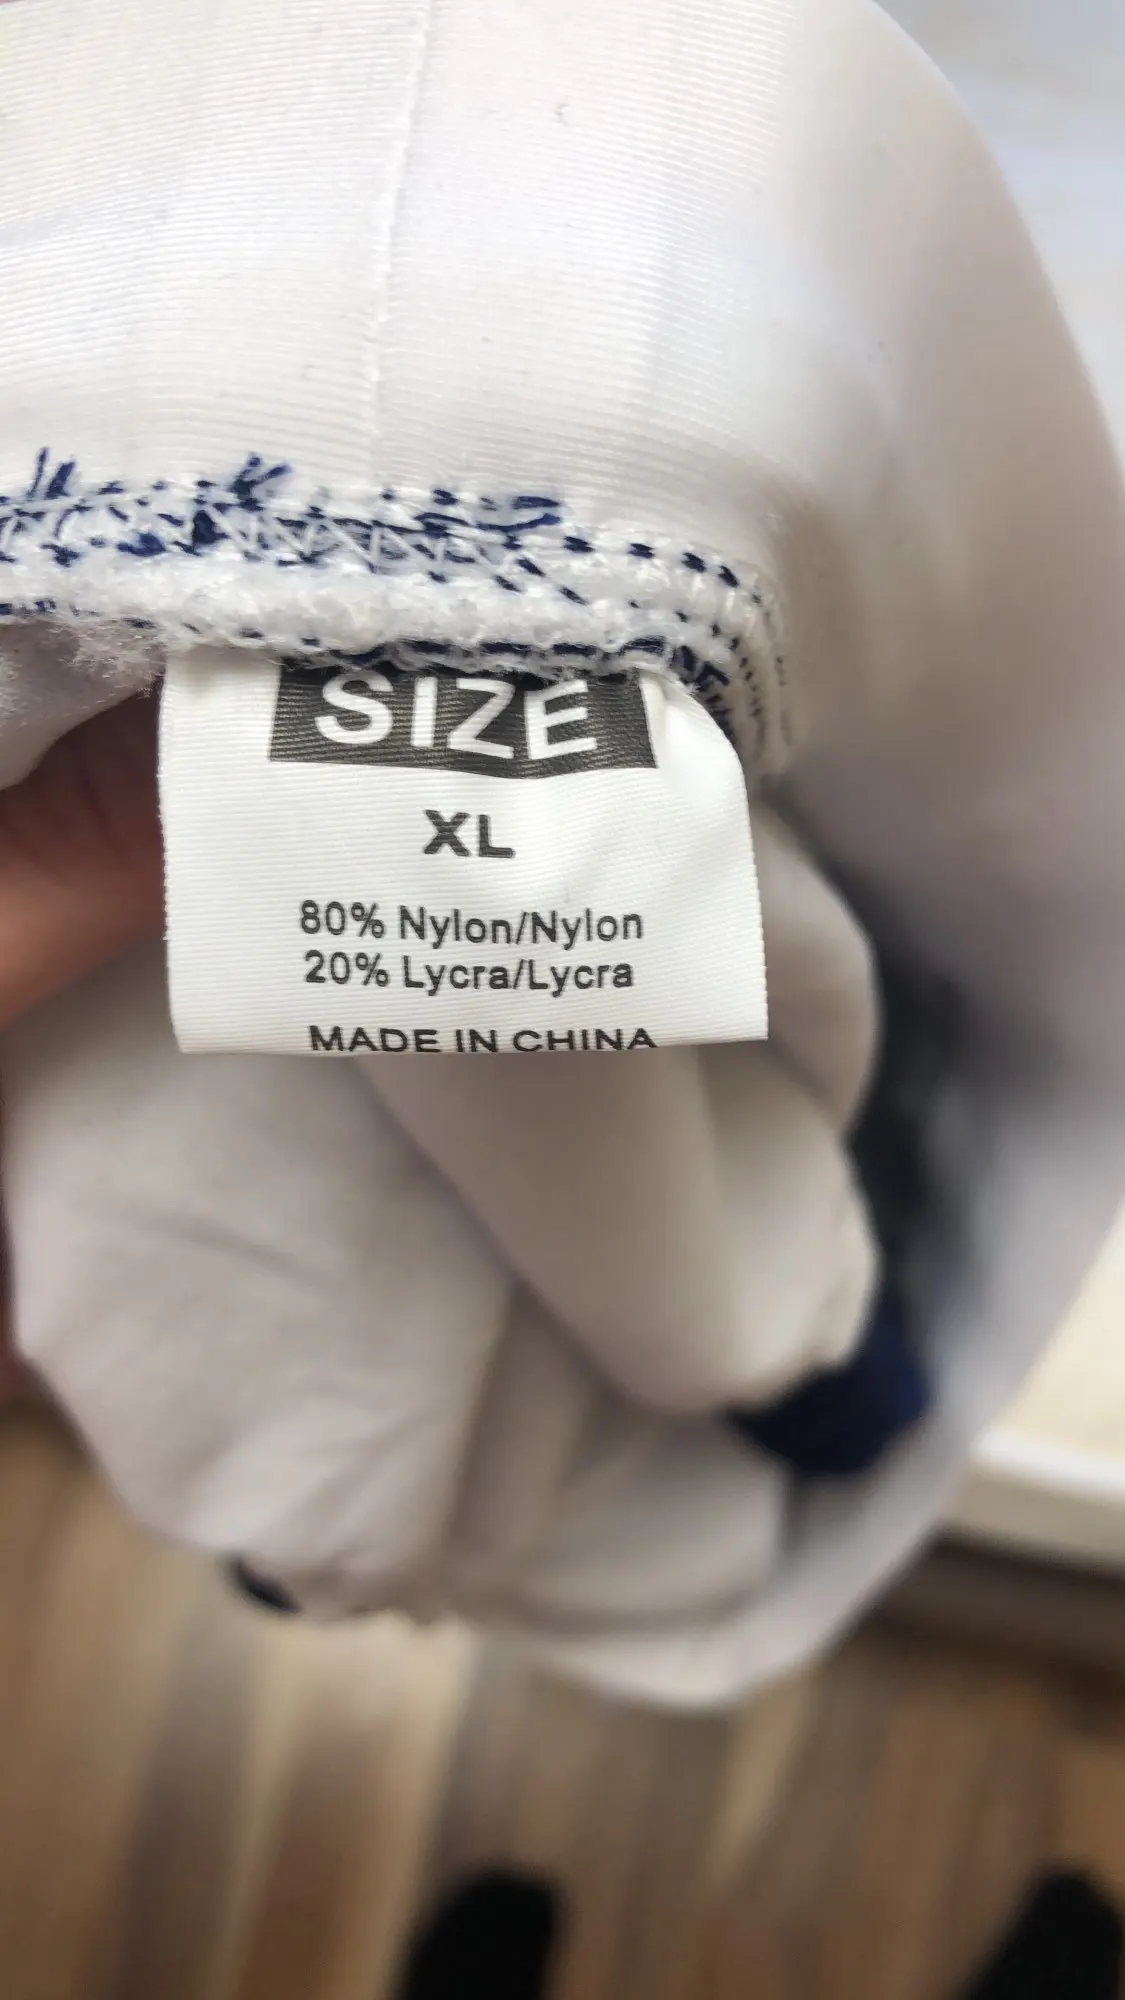 SIZE
XL
80% Nylon/Nylon
20% Lycra/Lycra
MADE IN CHINA